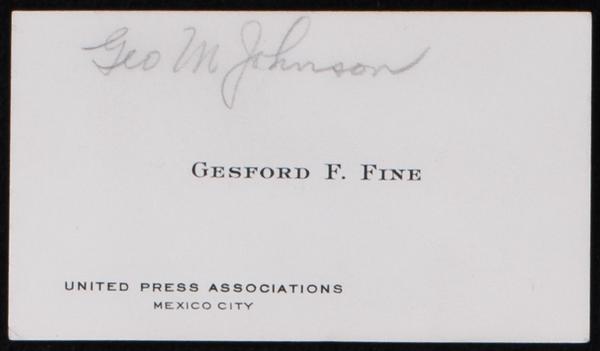 Geo M Johnson
GESFORD F. FINE
UNITED PRESS ASSOCIATIONS
MEXICO CITY